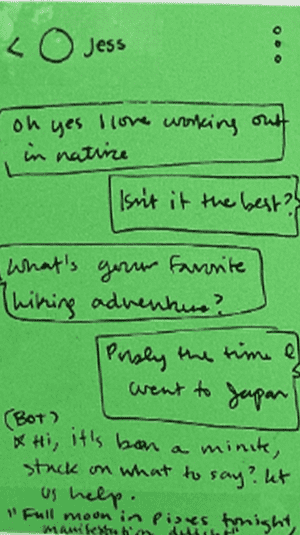 < Jess
Oh yes I love working out
in nature
Isn't it the best?
What's your favorite
hiking adventure?
Probly the time I
went to Japan
(Bot)
Hi, it's been a minute,
stuck on what to say? Let
us help.
"Full moon in Pisces tonight,
manifestation